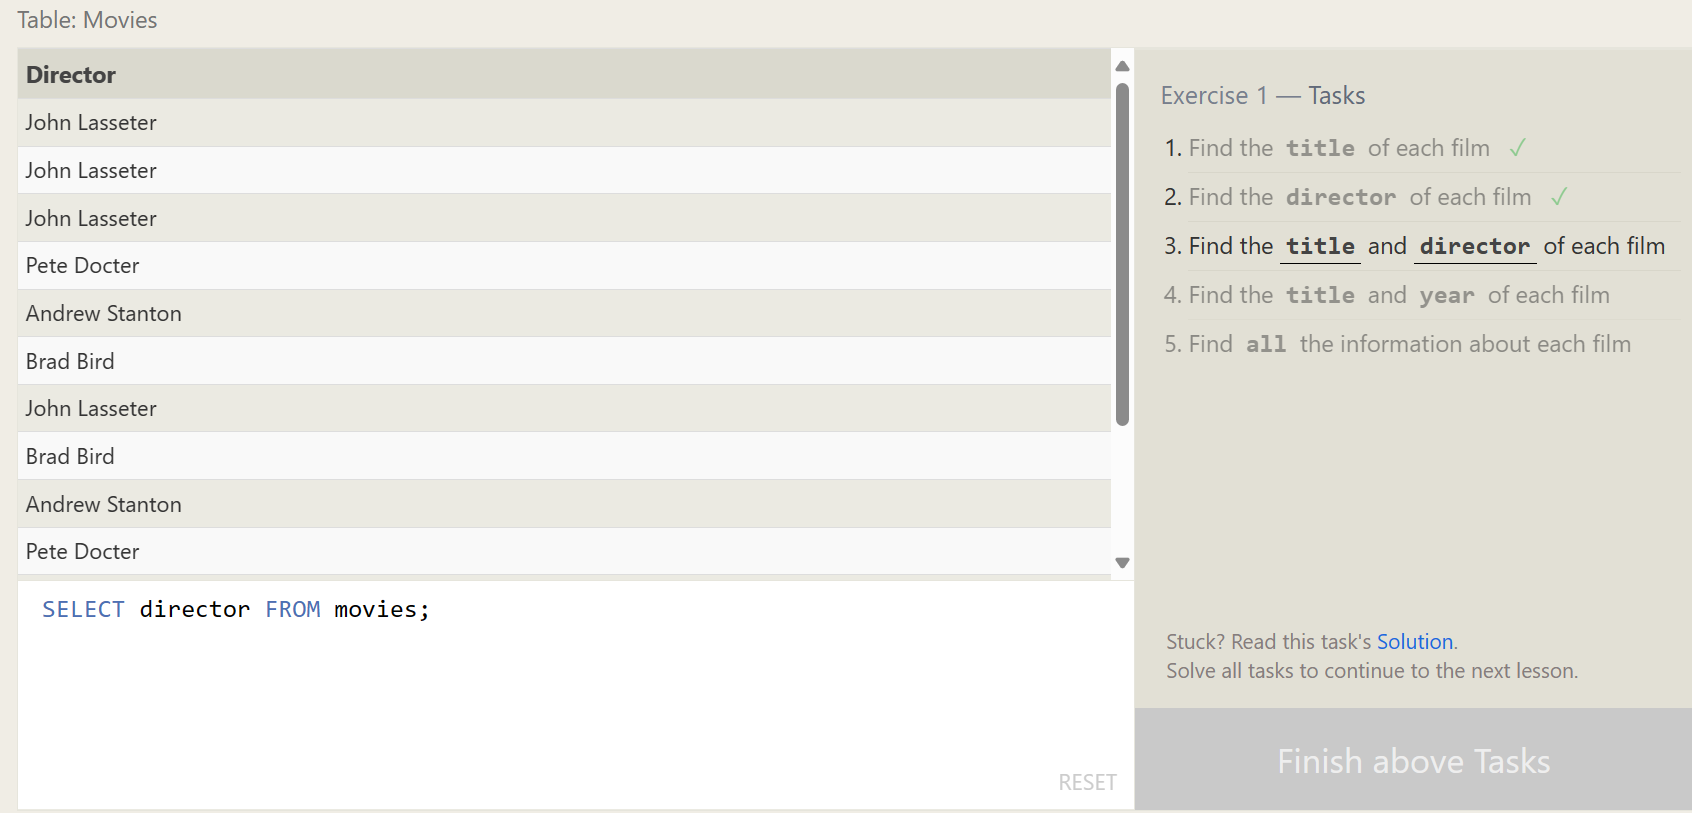 Table: Movies
Director
John Lasseter
John Lasseter
John Lasseter
Pete Docter
Andrew Stanton
Brad Bird
John Lasseter
Brad Bird
Andrew Stanton
Pete Docter
SELECT director FROM movies;
RESET
Exercise 1 — Tasks
1. Find the title of each film ✓
2. Find the director of each film ✓
3. Find the title and director of each film
4. Find the title and year of each film
5. Find all the information about each film
Stuck? Read this task's Solution.
Solve all tasks to continue to the next lesson.
Finish above Tasks